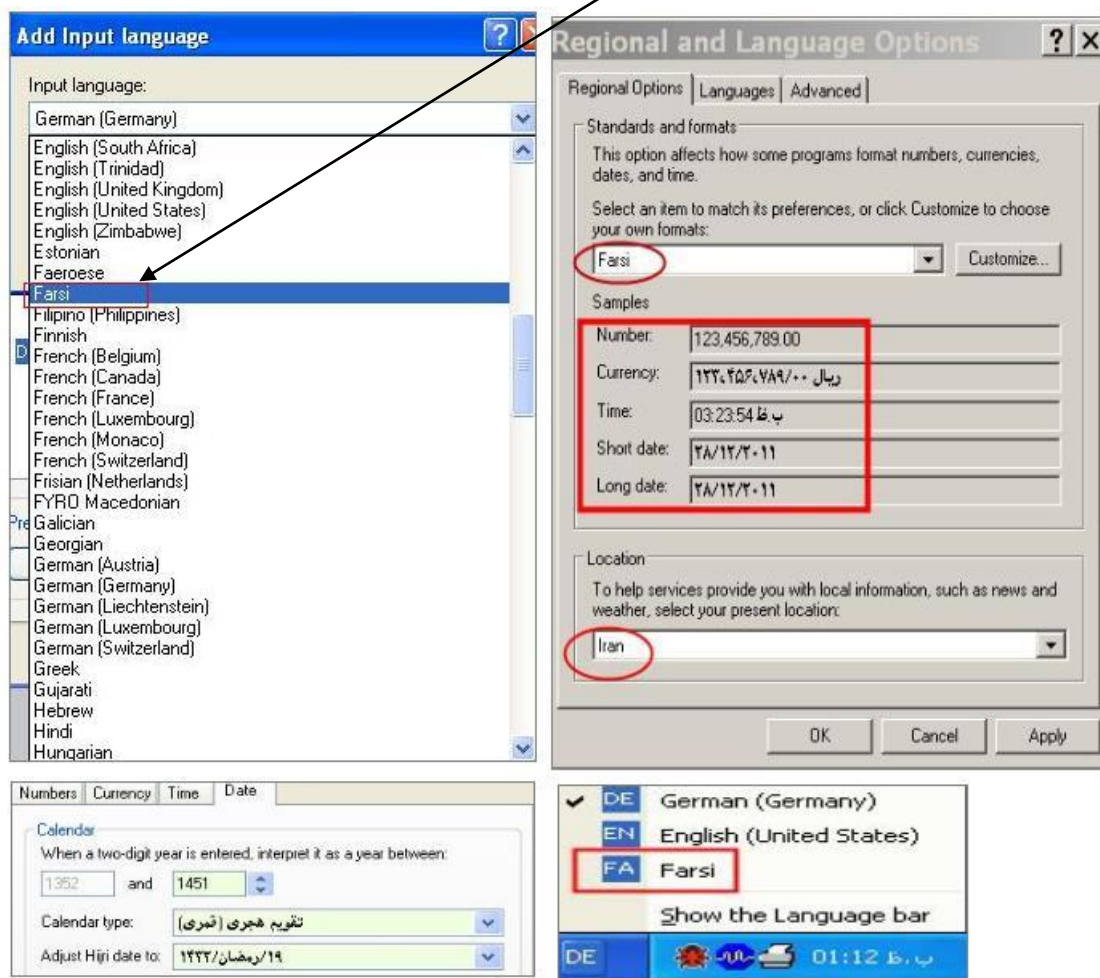 Add Input language
Input language:
German (Germany)
English (South Africa)
English (Trinidad)
English (United Kingdom)
English (United States)
English (Zimbabwe)
Estonian
Faeroese
Farsi
Filipino (Philippines)
Finnish
French (Belgium)
French (Canada)
French (France)
French (Luxembourg)
French (Monaco)
French (Switzerland)
Frisian (Netherlands)
FYRO Macedonian
Galician
Georgian
German (Austria)
German (Germany)
German (Liechtenstein)
German (Luxembourg)
German (Switzerland)
Greek
Gujarati
Hebrew
Hindi
Hungarian
Regional and Language Options
Regional Options Languages Advanced
Standards and formats
This option affects how some programs format numbers, currencies,
dates, and time.
Select an item to match its preferences, or click Customize to choose
your own formats:
Farsi Customize...
Samples
Number: 123,456,789.00
Currency: ریال ۱۲۳،۴۵۶،۷۸۹/۰۰
Time: 03:23:54 ب.ظ
Short date: ۲۸/۱۲/۲۰۱۱
Long date: ۲۸/۱۲/۲۰۱۱
Location
To help services provide you with local information, such as news and
weather, select your present location:
Iran
OK Cancel Apply
Numbers Currency Time Date
Calendar
When a two-digit year is entered, interpret it as a year between:
1352 and 1451
Calendar type: تقویم هجری (قمری)
Adjust Hijri date to: ۱۹/رمضان/۱۴۳۳
DE German (Germany)
EN English (United States)
FA Farsi
Show the Language bar
DE 01:12 ب.ظ